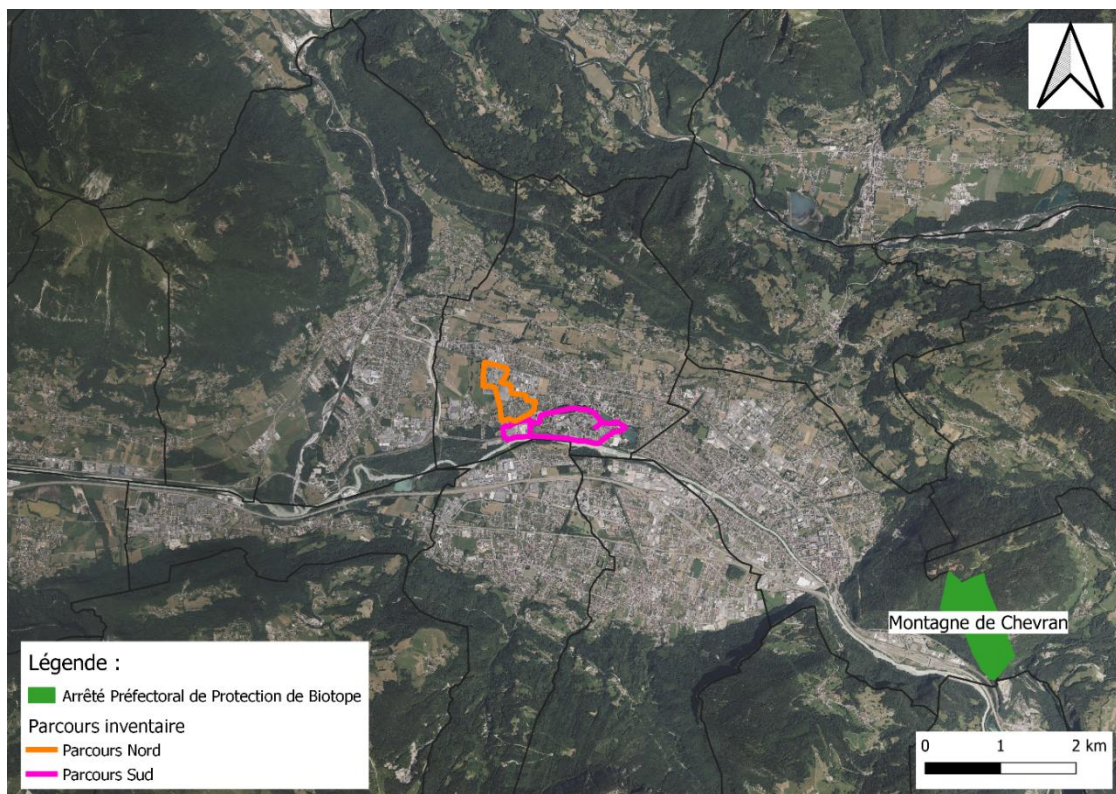 Montagne de Chevran
Légende :
Arrêté Préfectoral de Protection de Biotope
Parcours inventaire
Parcours Nord
Parcours Sud
0 1 2 km